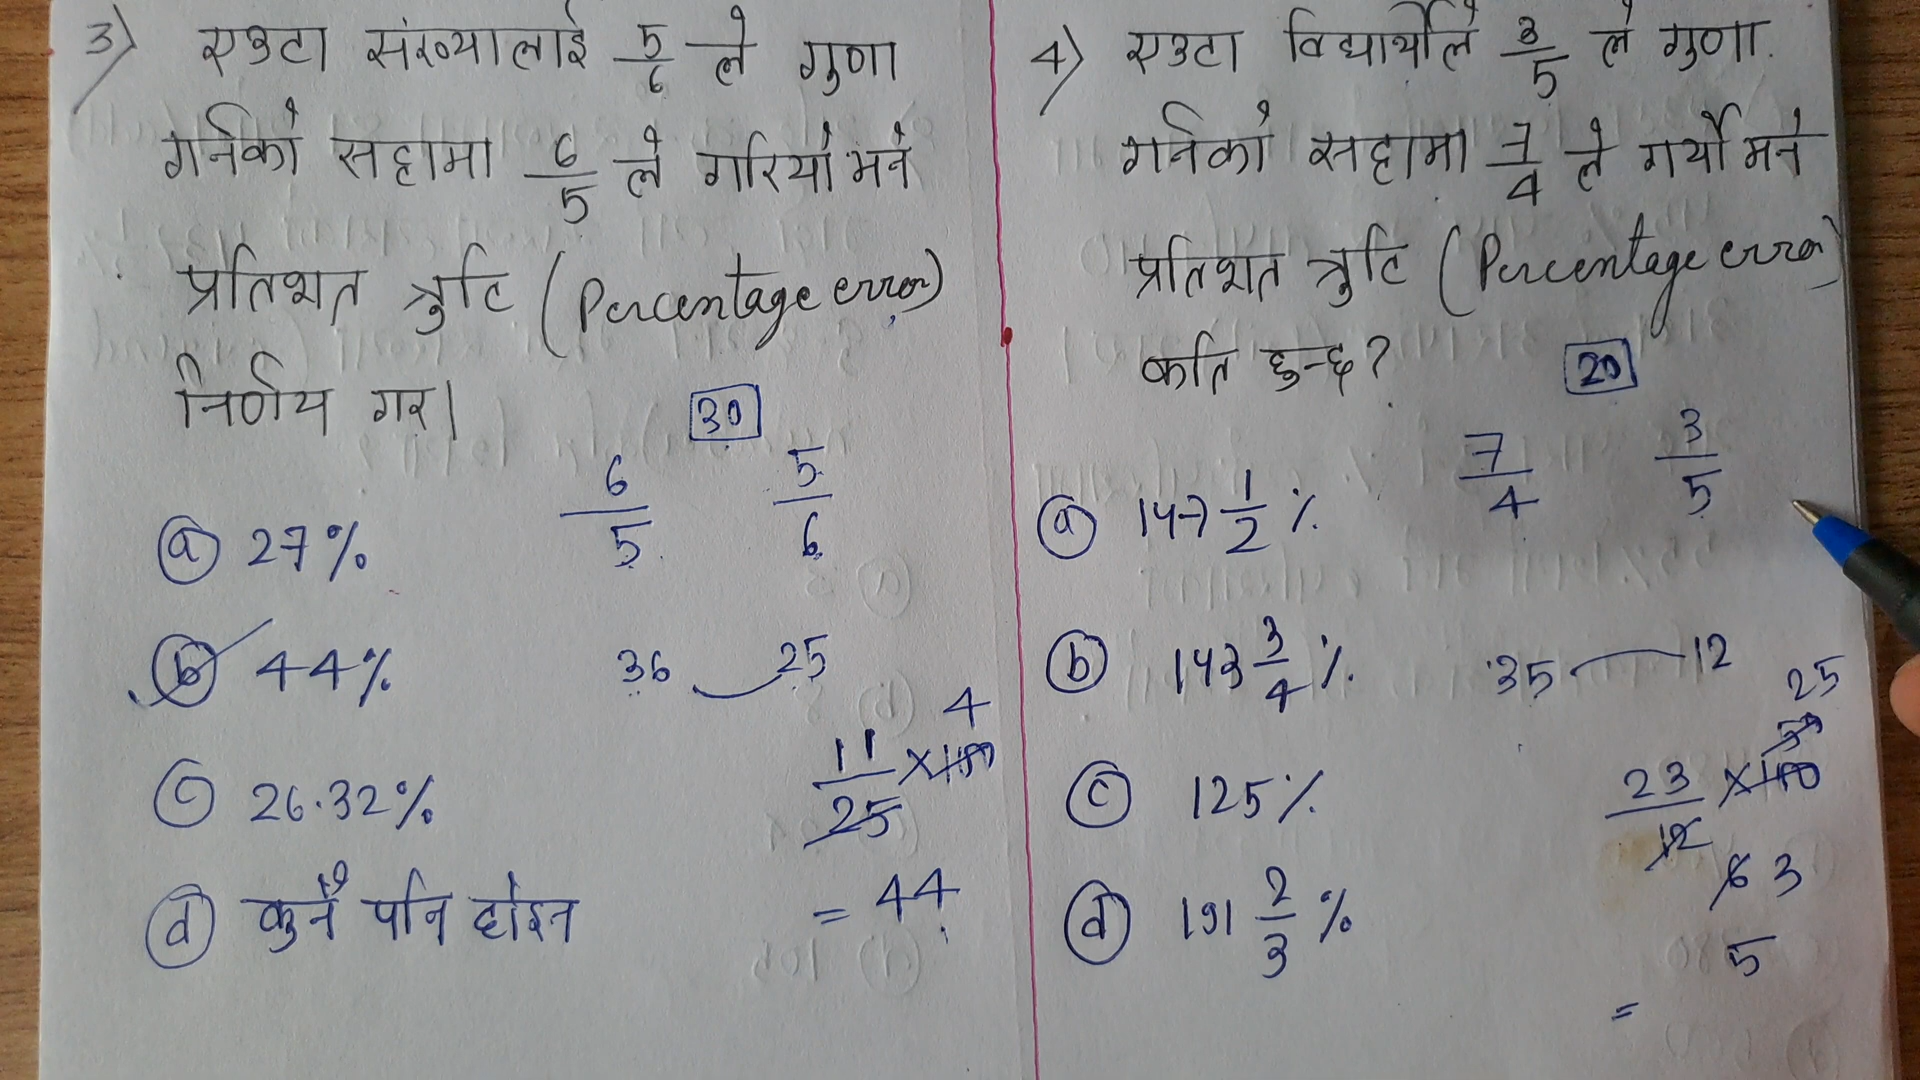 3) एउटा संख्यालाई 5/6 ले गुणा
गर्नुको सट्टामा 6/5 ले गरियो भने
प्रतिशत त्रुटि (Percentage error)
निर्णय गर।
30
6/5 5/6
ⓐ 27%
ⓑ 44%
36 25
4
11/25 ×100
ⓒ 26.32%
ⓓ कुनै पनि होइन
= 44
4) एउटा विद्यार्थीले 3/5 ले गुणा
गर्नुको सट्टामा 7/4 ले गर्यो भने
प्रतिशत त्रुटि (Percentage error)
कति हुन्छ?
20
7/4 3/5
ⓐ 147 1/2 %
ⓑ 143 3/4 %
35 12
25
23/12 ×100
ⓒ 125%
6 3
ⓓ 191 2/3 %
5
=